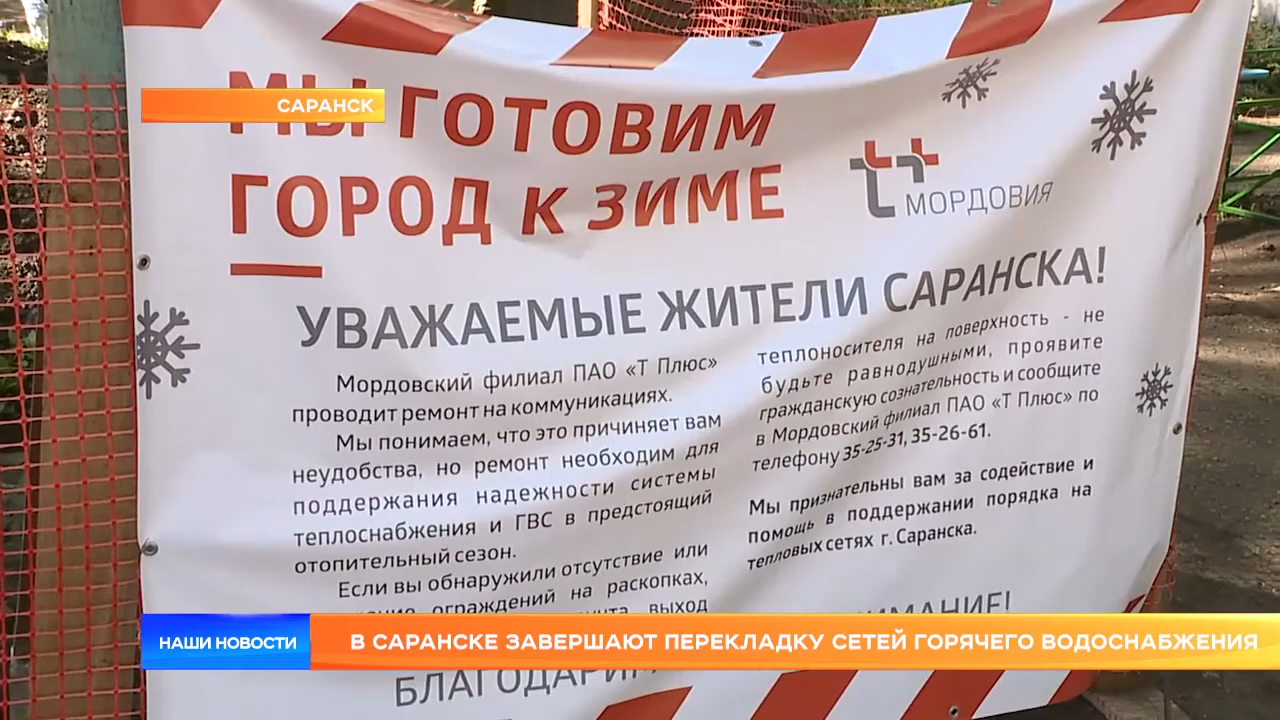 САРАНСК
МЫ ГОТОВИМ
ГОРОД К ЗИМЕ
т+
МОРДОВИЯ
УВАЖАЕМЫЕ ЖИТЕЛИ САРАНСКА!
Мордовский филиал ПАО «Т Плюс»
проводит ремонт на коммуникациях.
Мы понимаем, что это причиняет вам
неудобства, но ремонт необходим для
поддержания надежности системы
теплоснабжения и ГВС в предстоящий
отопительный сезон.
Если вы обнаружили отсутствие или
ограждений на раскопках,
выход
теплоносителя на поверхность - не
будьте равнодушными, проявите
гражданскую сознательность и сообщите
в Мордовский филиал ПАО «Т Плюс» по
телефону 35-25-31, 35-26-61.
Мы признательны вам за содействие и
помощь в поддержании порядка на
тепловых сетях г. Саранска.
НАШИ НОВОСТИ
В САРАНСКЕ ЗАВЕРШАЮТ ПЕРЕКЛАДКУ СЕТЕЙ ГОРЯЧЕГО ВОДОСНАБЖЕНИЯ